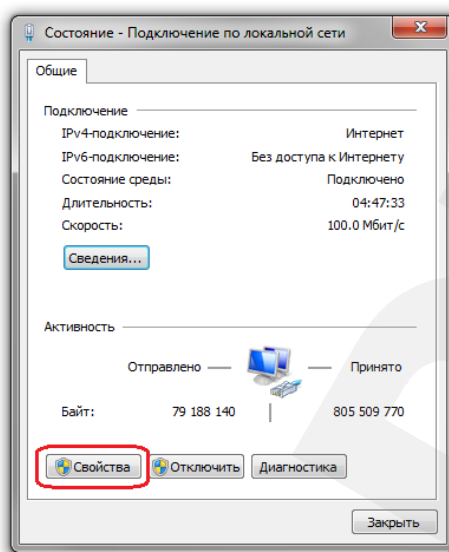 Состояние - Подключение по локальной сети
Общие
Подключение
IPv4-подключение: Интернет
IPv6-подключение: Без доступа к Интернету
Состояние среды: Подключено
Длительность: 04:47:33
Скорость: 100.0 Мбит/с
Сведения...
Активность
Отправлено Принято
Байт: 79 188 140 805 509 770
Свойства Отключить Диагностика
Закрыть